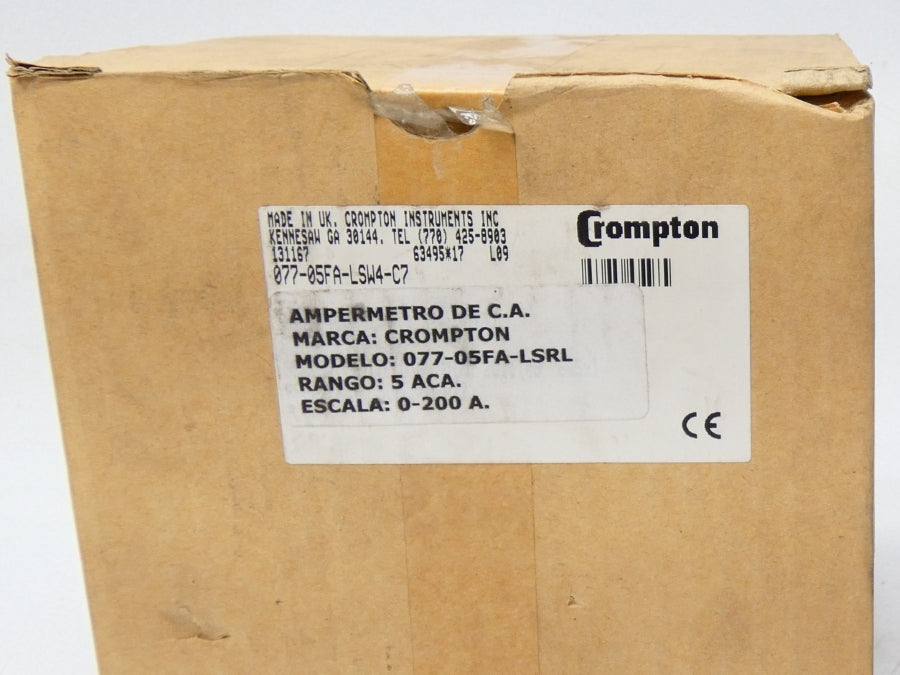 MADE IN UK. CROMPTON INSTRUMENTS INC
KENNESAW GA 30144. TEL (770) 425-8903
131167 63495*17 L09
077-05FA-LSW4-C7
Crompton
AMPERMETRO DE C.A.
MARCA: CROMPTON
MODELO: 077-05FA-LSRL
RANGO: 5 ACA.
ESCALA: 0-200 A.
CE